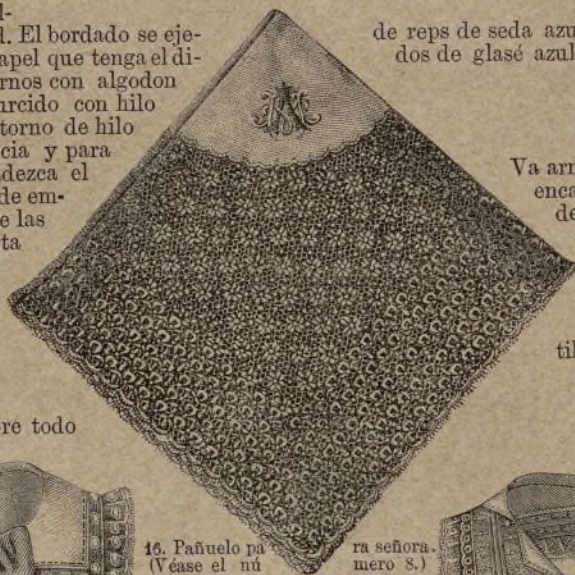 l-
d. El bordado se eje-
apel que tenga el di-
rnos con algodon
urcido con hilo
torno de hilo
cia y para
dezca el
de em-
e las
ta
re todo
de reps de seda azu
dos de glasé azul
Va arn
enca
de
til
16. Pañuelo pa ra señora.
(Véase el nú mero 8.)